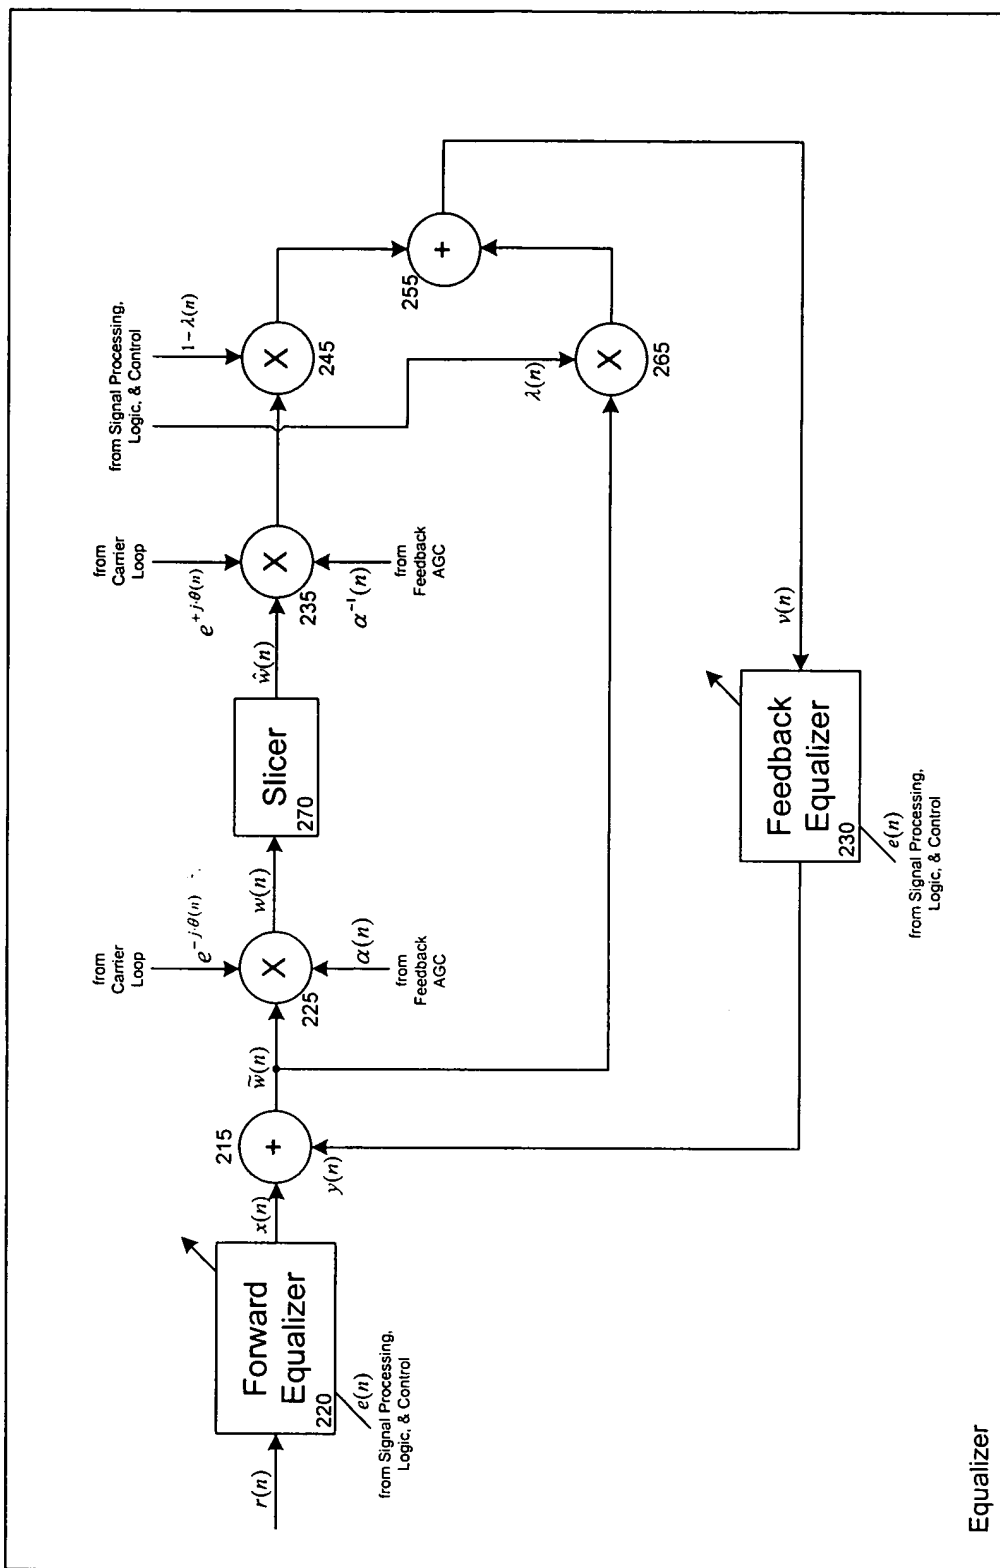 r(n)
Forward
Equalizer
220
e(n)
from Signal Processing,
Logic, & Control
x(n)
215
+
y(n)
w̃(n)
from
Carrier
Loop
e^{-j·θ(n)}
X
225
α(n)
from
Feedback
AGC
w(n)
Slicer
270
ŵ(n)
from
Carrier
Loop
e^{+j·θ(n)}
X
235
α⁻¹(n)
from
Feedback
AGC
from Signal Processing,
Logic, & Control
1−λ(n)
X
245
λ(n)
X
265
+
255
v(n)
Feedback
Equalizer
230
e(n)
from Signal Processing,
Logic, & Control
Equalizer